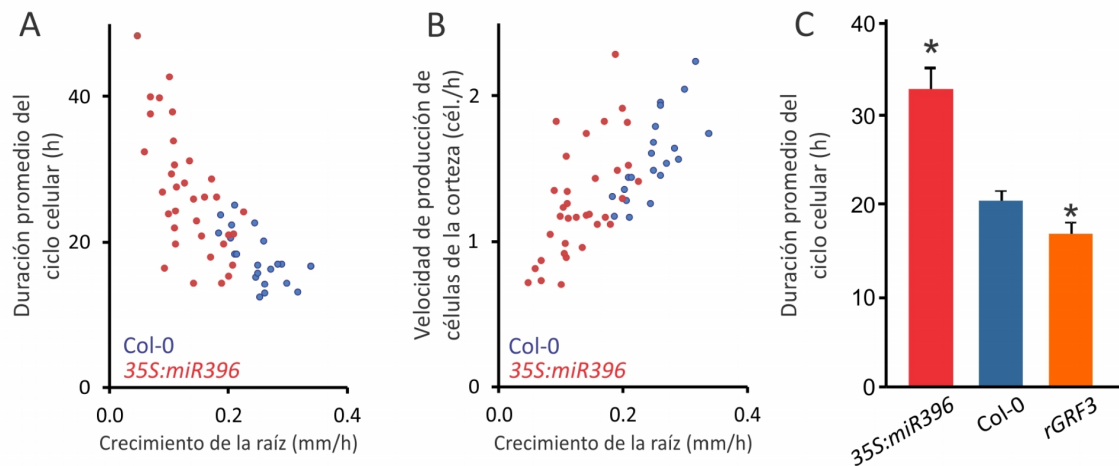 A
Duración promedio del
ciclo celular (h)
40
20
0
Col-0
35S:miR396
0.0
0.2
0.4
Crecimiento de la raíz (mm/h)
B
Velocidad de producción de
células de la corteza (cél./h)
2
1
0
Col-0
35S:miR396
0.0
0.2
0.4
Crecimiento de la raíz (mm/h)
C
Duración promedio del
ciclo celular (h)
40
30
20
10
0
*
*
35S:miR396
Col-0
rGRF3